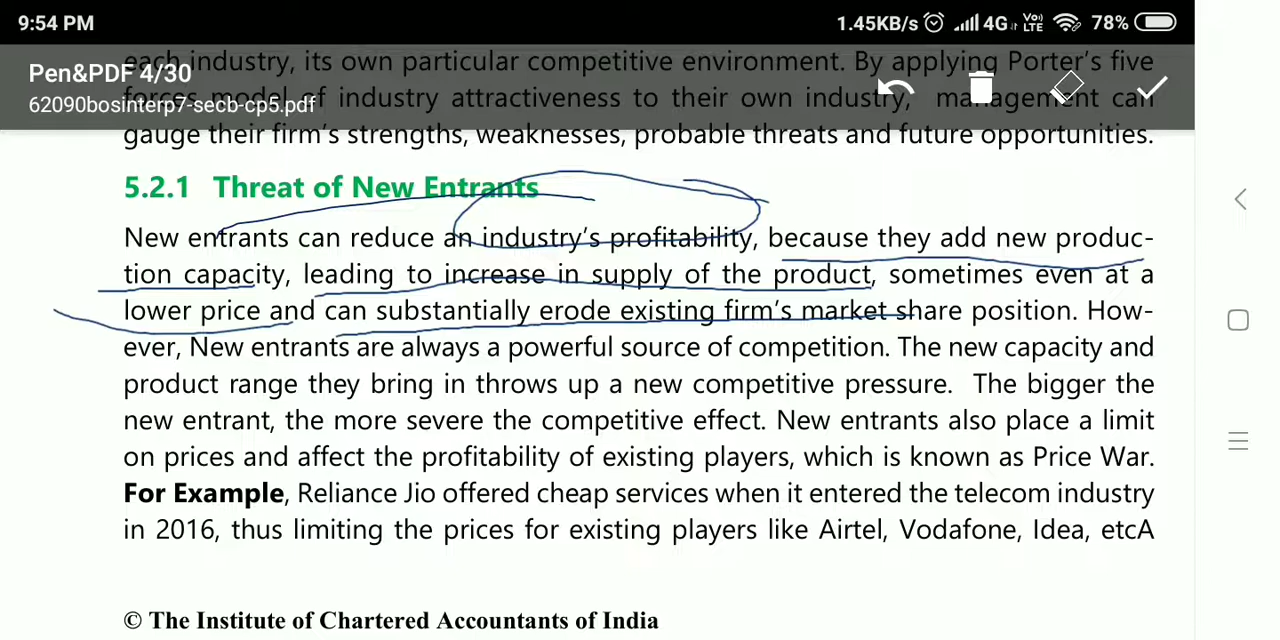 9:54 PM
1.45KB/s 4G VoLTE 78%
each industry, its own particular competitive environment. By applying Porter's five
Pen&PDF 4/30
forces model of industry attractiveness to their own industry, management can
62090bosinterp7-secb-cp5.pdf
gauge their firm's strengths, weaknesses, probable threats and future opportunities.
5.2.1 Threat of New Entrants
New entrants can reduce an industry's profitability, because they add new produc-
tion capacity, leading to increase in supply of the product, sometimes even at a
lower price and can substantially erode existing firm's market share position. How-
ever, New entrants are always a powerful source of competition. The new capacity and
product range they bring in throws up a new competitive pressure. The bigger the
new entrant, the more severe the competitive effect. New entrants also place a limit
on prices and affect the profitability of existing players, which is known as Price War.
For Example, Reliance Jio offered cheap services when it entered the telecom industry
in 2016, thus limiting the prices for existing players like Airtel, Vodafone, Idea, etcA
© The Institute of Chartered Accountants of India